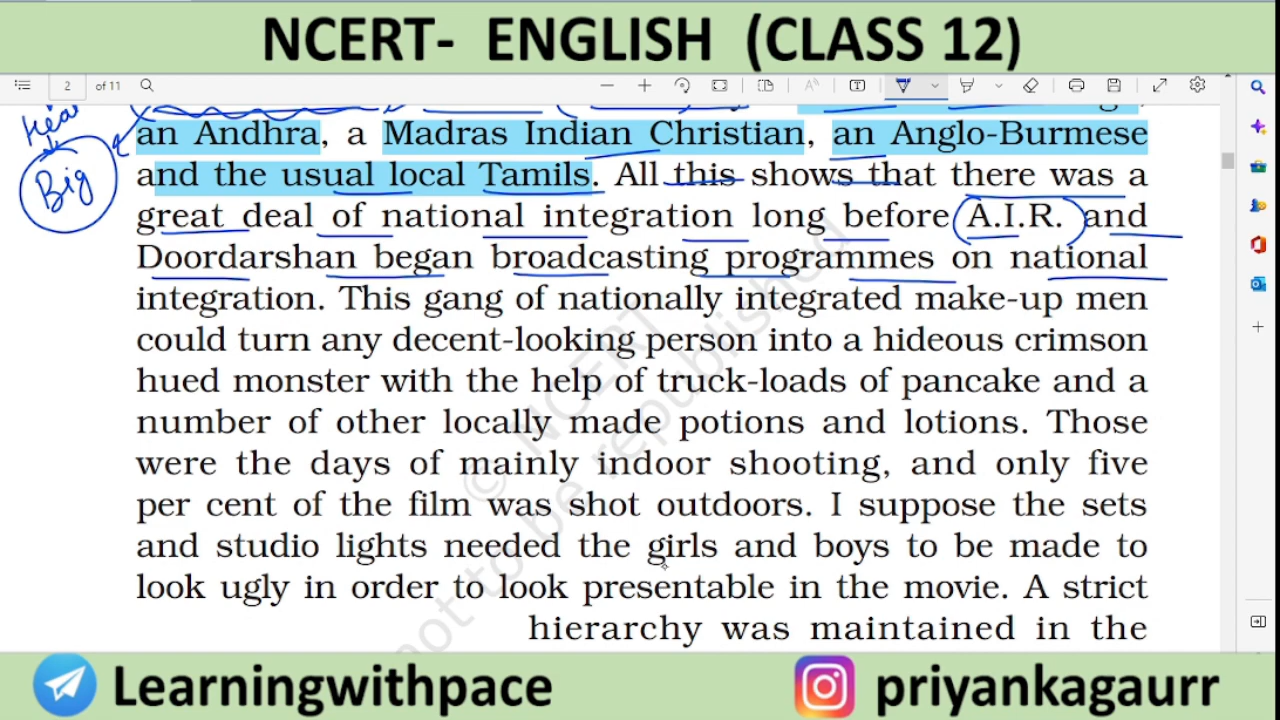 NCERT- ENGLISH (CLASS 12)
2 of 11
Big
an Andhra, a Madras Indian Christian, an Anglo-Burmese
and the usual local Tamils. All this shows that there was a
great deal of national integration long before A.I.R. and
Doordarshan began broadcasting programmes on national
integration. This gang of nationally integrated make-up men
could turn any decent-looking person into a hideous crimson
hued monster with the help of truck-loads of pancake and a
number of other locally made potions and lotions. Those
were the days of mainly indoor shooting, and only five
per cent of the film was shot outdoors. I suppose the sets
and studio lights needed the girls and boys to be made to
look ugly in order to look presentable in the movie. A strict
hierarchy was maintained in the
© NCERT
not to be republished
Learningwithpace
priyankagaurr